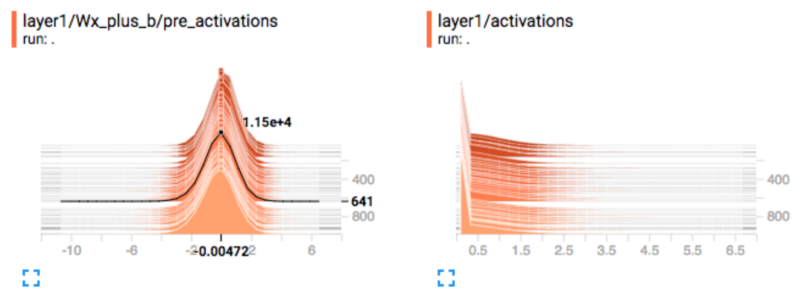 layer1/Wx_plus_b/pre_activations
run: .
1.15e+4
400
641
800
-10 -6 -2 -0.00472 2 6
layer1/activations
run: .
400
800
0.5 1.5 2.5 3.5 4.5 5.5 6.5